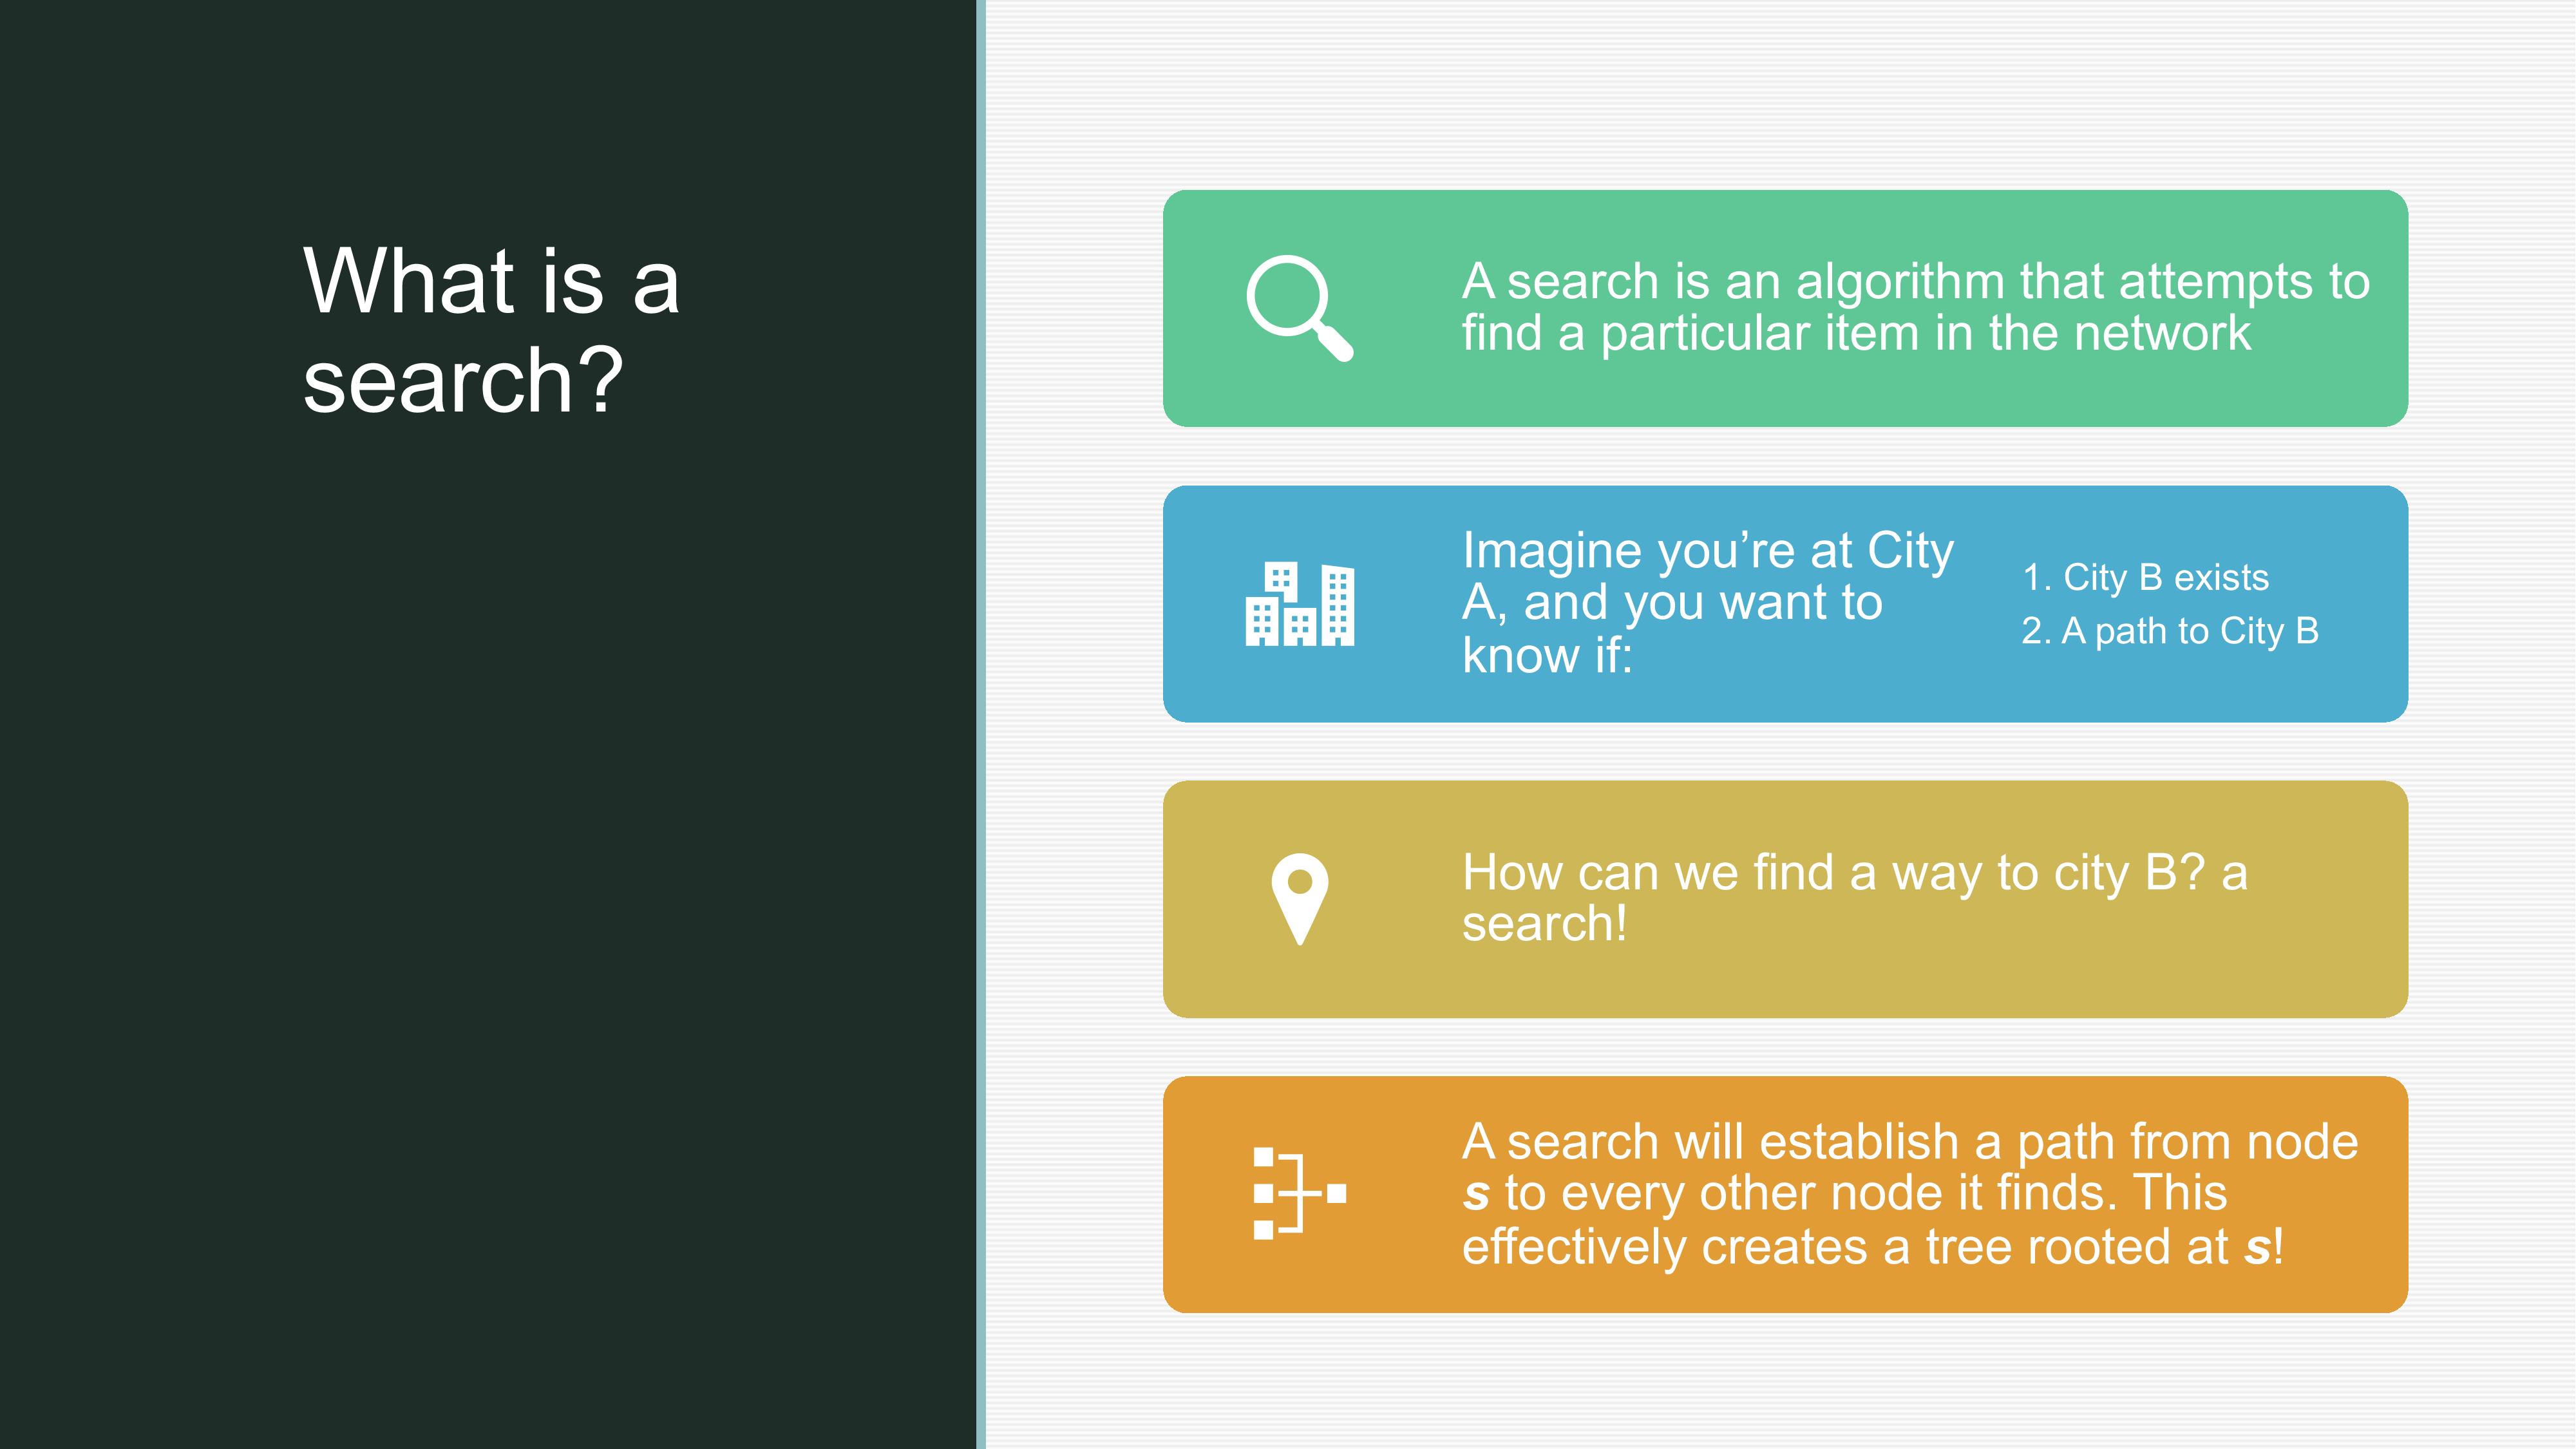 What is a
search?
A search is an algorithm that attempts to
find a particular item in the network
Imagine you’re at City
A, and you want to
know if:
1. City B exists
2. A path to City B
How can we find a way to city B? a
search!
A search will establish a path from node
s to every other node it finds. This
effectively creates a tree rooted at s!